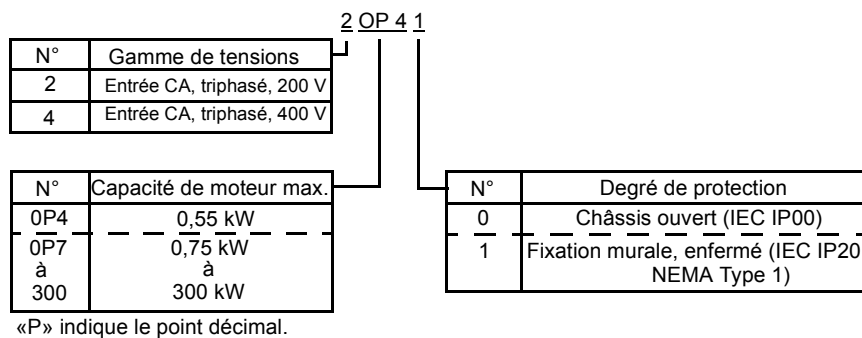 2 OP 4 1
N° Gamme de tensions
2 Entrée CA, triphasé, 200 V
4 Entrée CA, triphasé, 400 V
N° Capacité de moteur max.
0P4 0,55 kW
0P7 0,75 kW
à à
300 300 kW
«P» indique le point décimal.
N° Degré de protection
0 Châssis ouvert (IEC IP00)
1 Fixation murale, enfermé (IEC IP20
NEMA Type 1)